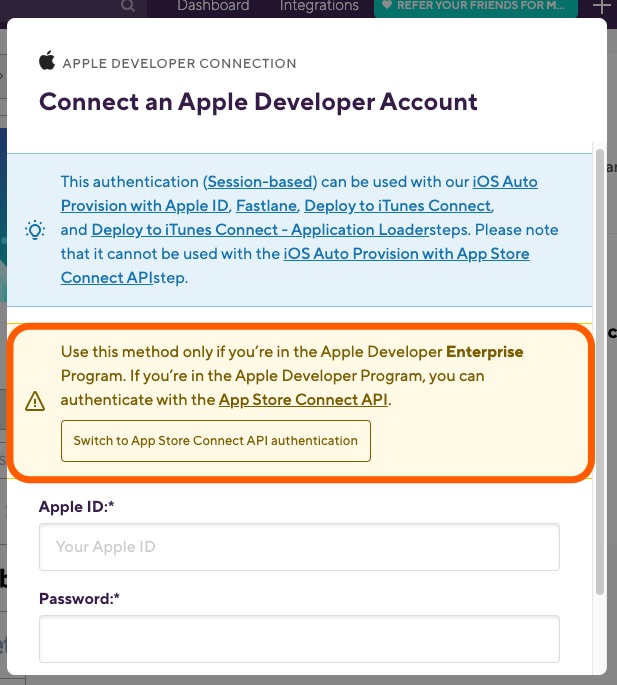 Dashboard Integrations REFER YOUR FRIENDS FOR M...
APPLE DEVELOPER CONNECTION
Connect an Apple Developer Account
This authentication (Session-based) can be used with our iOS Auto
Provision with Apple ID, Fastlane, Deploy to iTunes Connect,
and Deploy to iTunes Connect - Application Loadersteps. Please note
that it cannot be used with the iOS Auto Provision with App Store
Connect APIstep.
Use this method only if you're in the Apple Developer Enterprise
Program. If you're in the Apple Developer Program, you can
authenticate with the App Store Connect API.
Switch to App Store Connect API authentication
Apple ID:*
Your Apple ID
Password:*